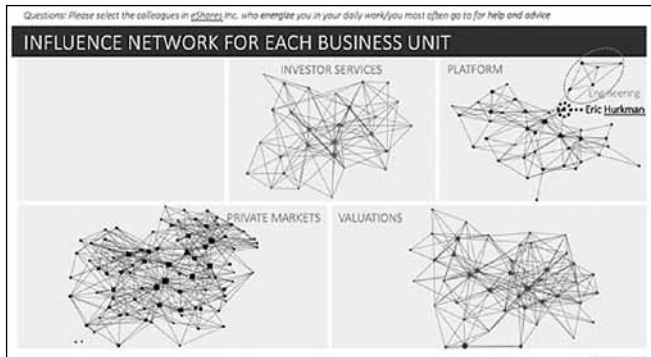 Questions: Please select the colleagues in eShares Inc. who energize you in your daily work/you most often go to for help and advice
INFLUENCE NETWORK FOR EACH BUSINESS UNIT
INVESTOR SERVICES
PLATFORM
Engineering
Eric Hurkman
PRIVATE MARKETS
VALUATIONS